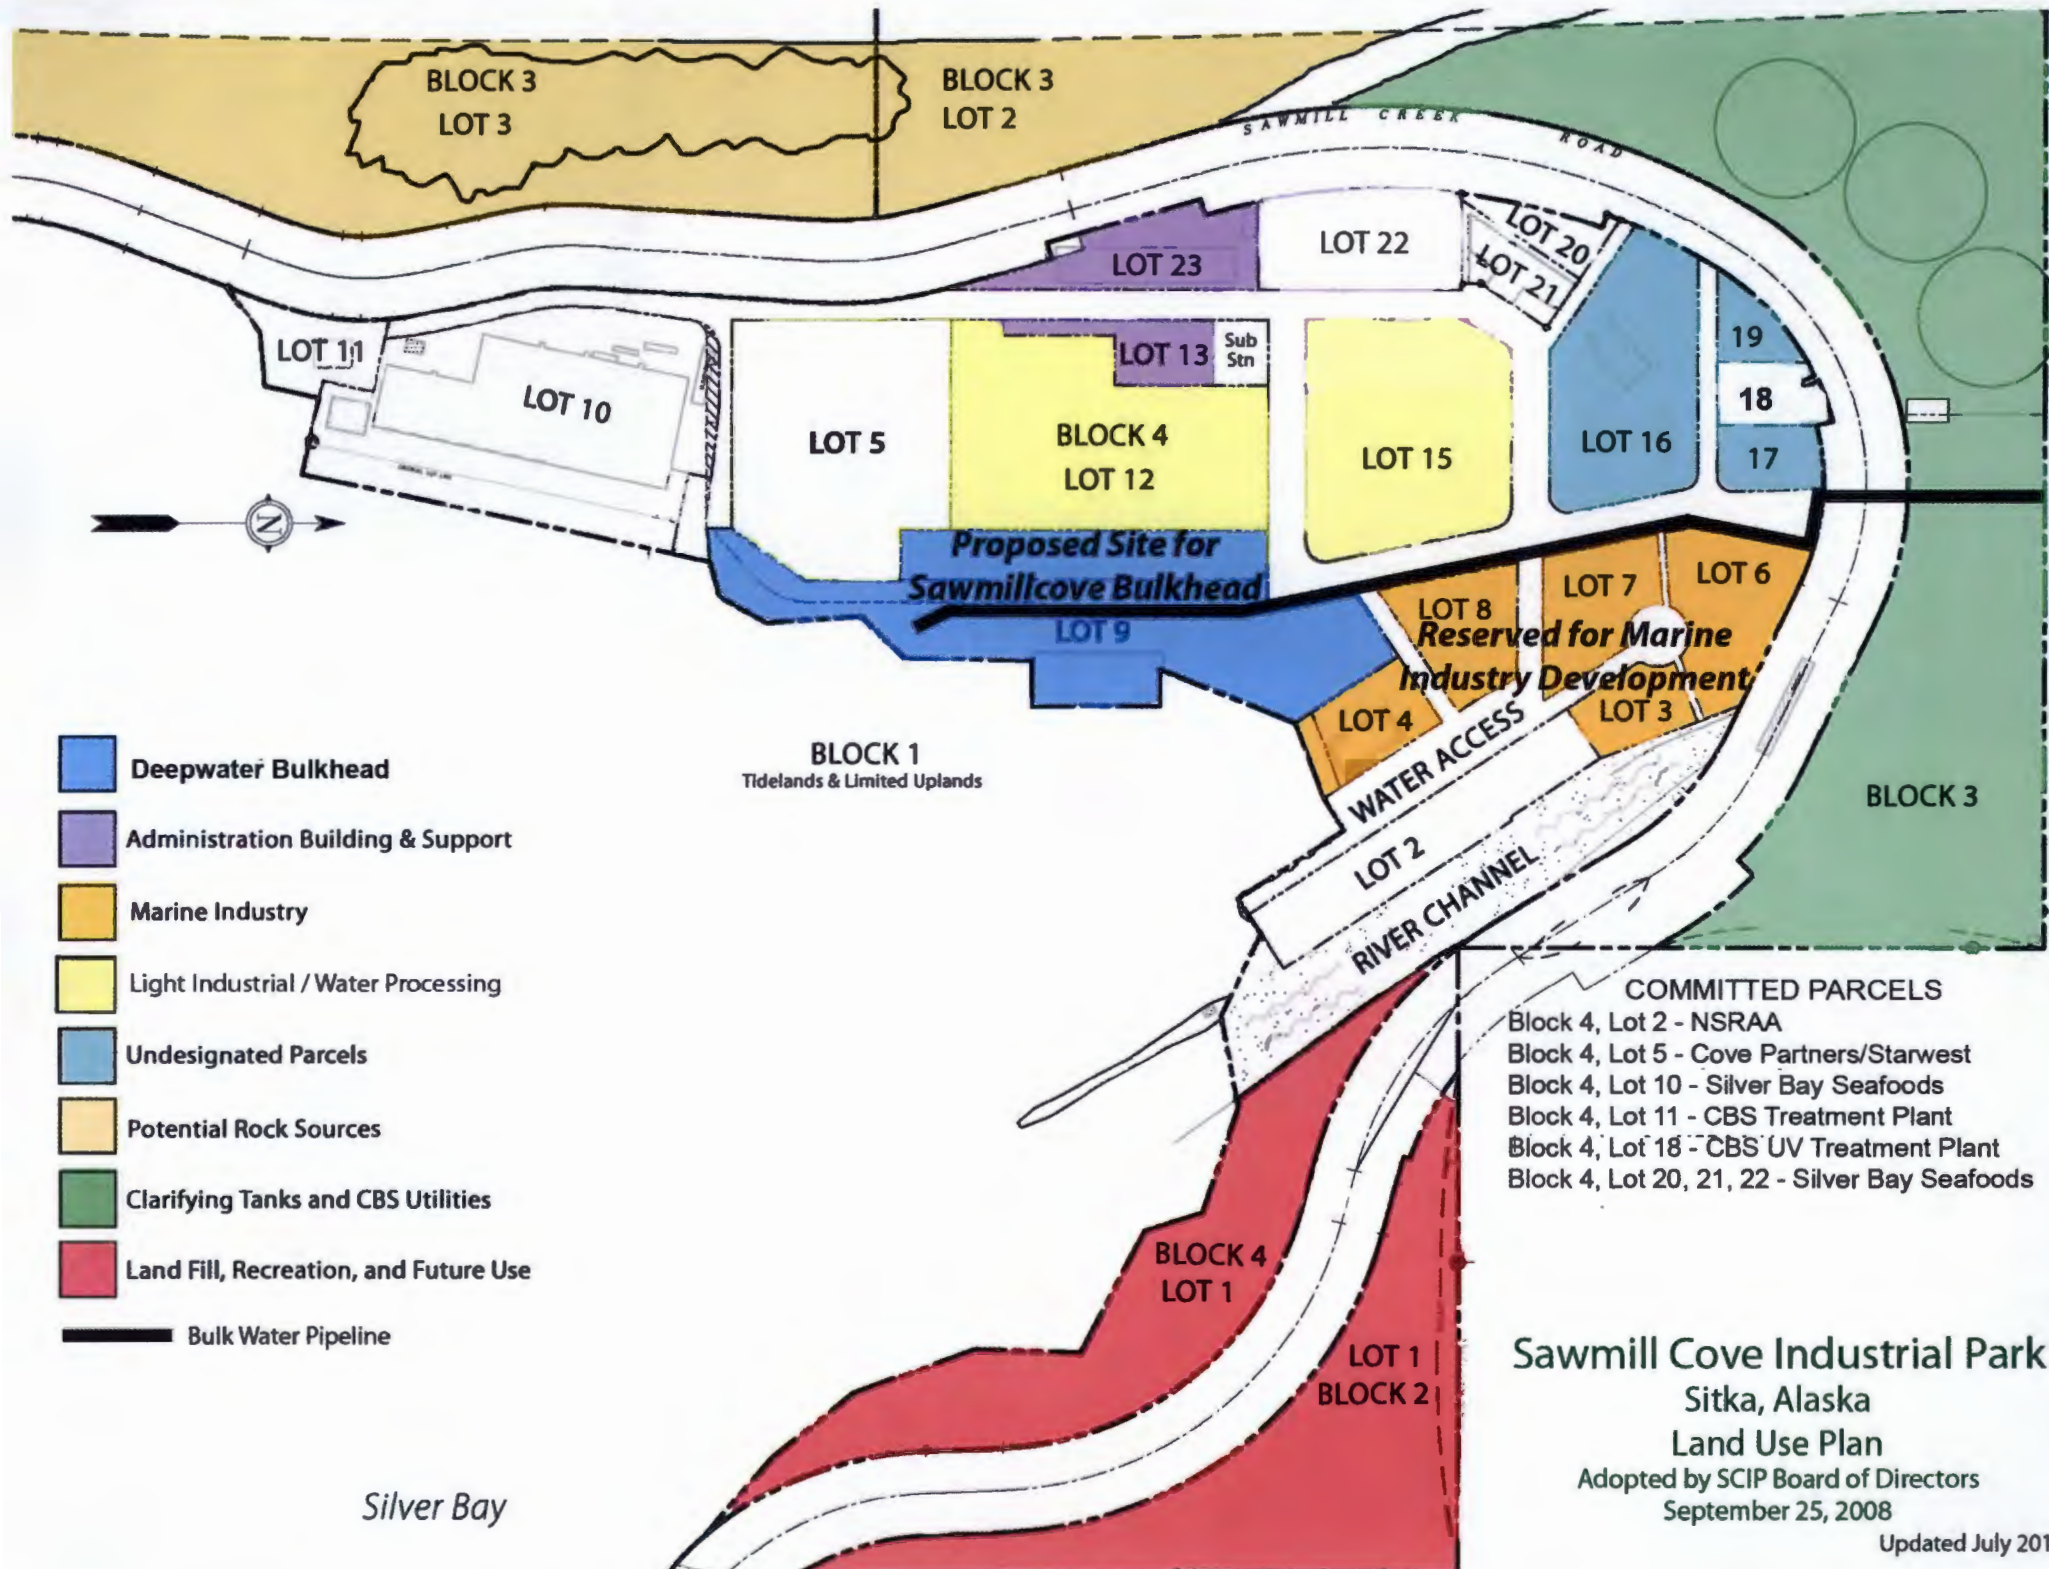 BLOCK 3
LOT 3
BLOCK 3
LOT 2
SAWMILL CREEK ROAD
LOT 23
LOT 22
LOT 20
LOT 21
LOT 11
LOT 10
LOT 5
LOT 13
Sub
Stn
BLOCK 4
LOT 12
LOT 15
LOT 16
19
18
17
N
Proposed Site for
Sawmillcove Bulkhead
LOT 9
LOT 8
LOT 7
LOT 6
Reserved for Marine
Industry Development
LOT 4
LOT 3
WATER ACCESS
LOT 2
RIVER CHANNEL
BLOCK 1
Tidelands & Limited Uplands
BLOCK 3
Deepwater Bulkhead
Administration Building & Support
Marine Industry
Light Industrial / Water Processing
Undesignated Parcels
Potential Rock Sources
Clarifying Tanks and CBS Utilities
Land Fill, Recreation, and Future Use
Bulk Water Pipeline
COMMITTED PARCELS
Block 4, Lot 2 - NSRAA
Block 4, Lot 5 - Cove Partners/Starwest
Block 4, Lot 10 - Silver Bay Seafoods
Block 4, Lot 11 - CBS Treatment Plant
Block 4, Lot 18 - CBS UV Treatment Plant
Block 4, Lot 20, 21, 22 - Silver Bay Seafoods
BLOCK 4
LOT 1
LOT 1
BLOCK 2
Silver Bay
Sawmill Cove Industrial Park
Sitka, Alaska
Land Use Plan
Adopted by SCIP Board of Directors
September 25, 2008
Updated July 201